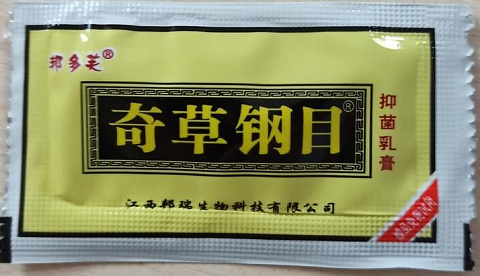 邦多芙®
奇草钢目®
抑菌乳膏
江西邦瑞生物科技有限公司